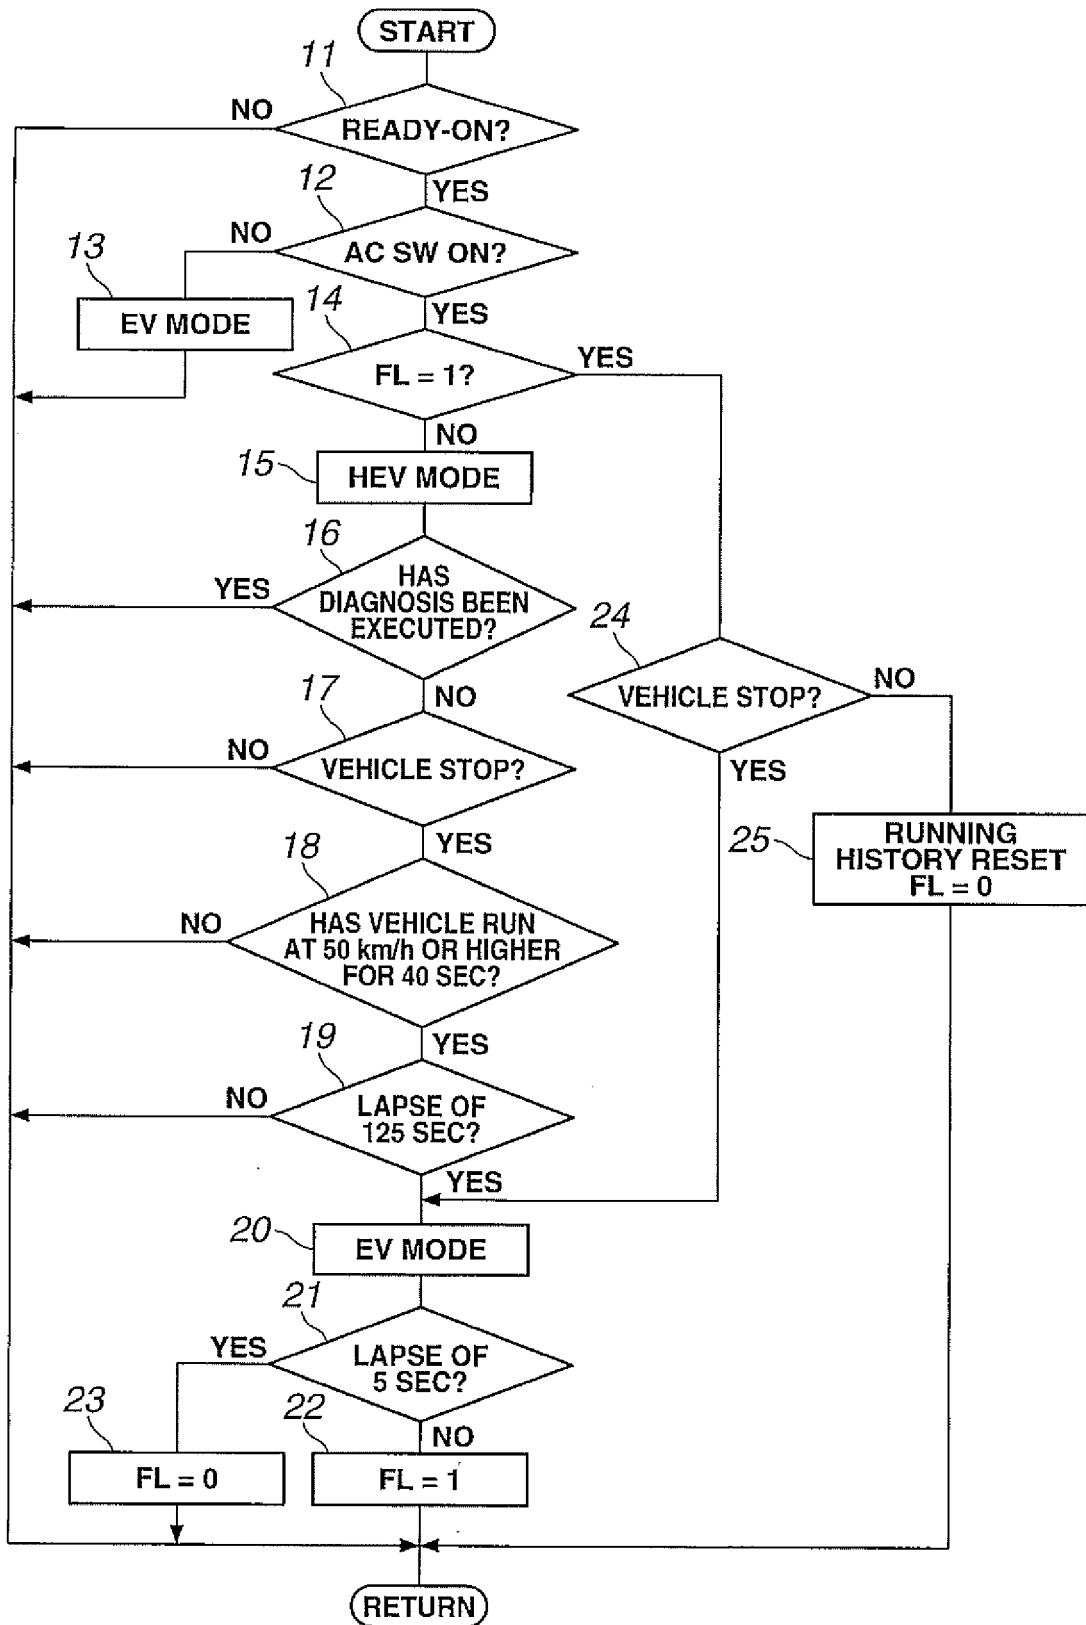 START
11
NO
READY-ON?
YES
12
NO
AC SW ON?
13
EV MODE
YES
14
FL = 1?
YES
NO
15
HEV MODE
16
YES
HAS
DIAGNOSIS BEEN
EXECUTED?
24
VEHICLE STOP?
NO
YES
NO
17
NO
VEHICLE STOP?
25
RUNNING
HISTORY RESET
FL = 0
YES
18
NO
HAS VEHICLE RUN
AT 50 km/h OR HIGHER
FOR 40 SEC?
YES
19
NO
LAPSE OF
125 SEC?
YES
20
EV MODE
21
YES
LAPSE OF
5 SEC?
23
FL = 0
22
NO
FL = 1
RETURN